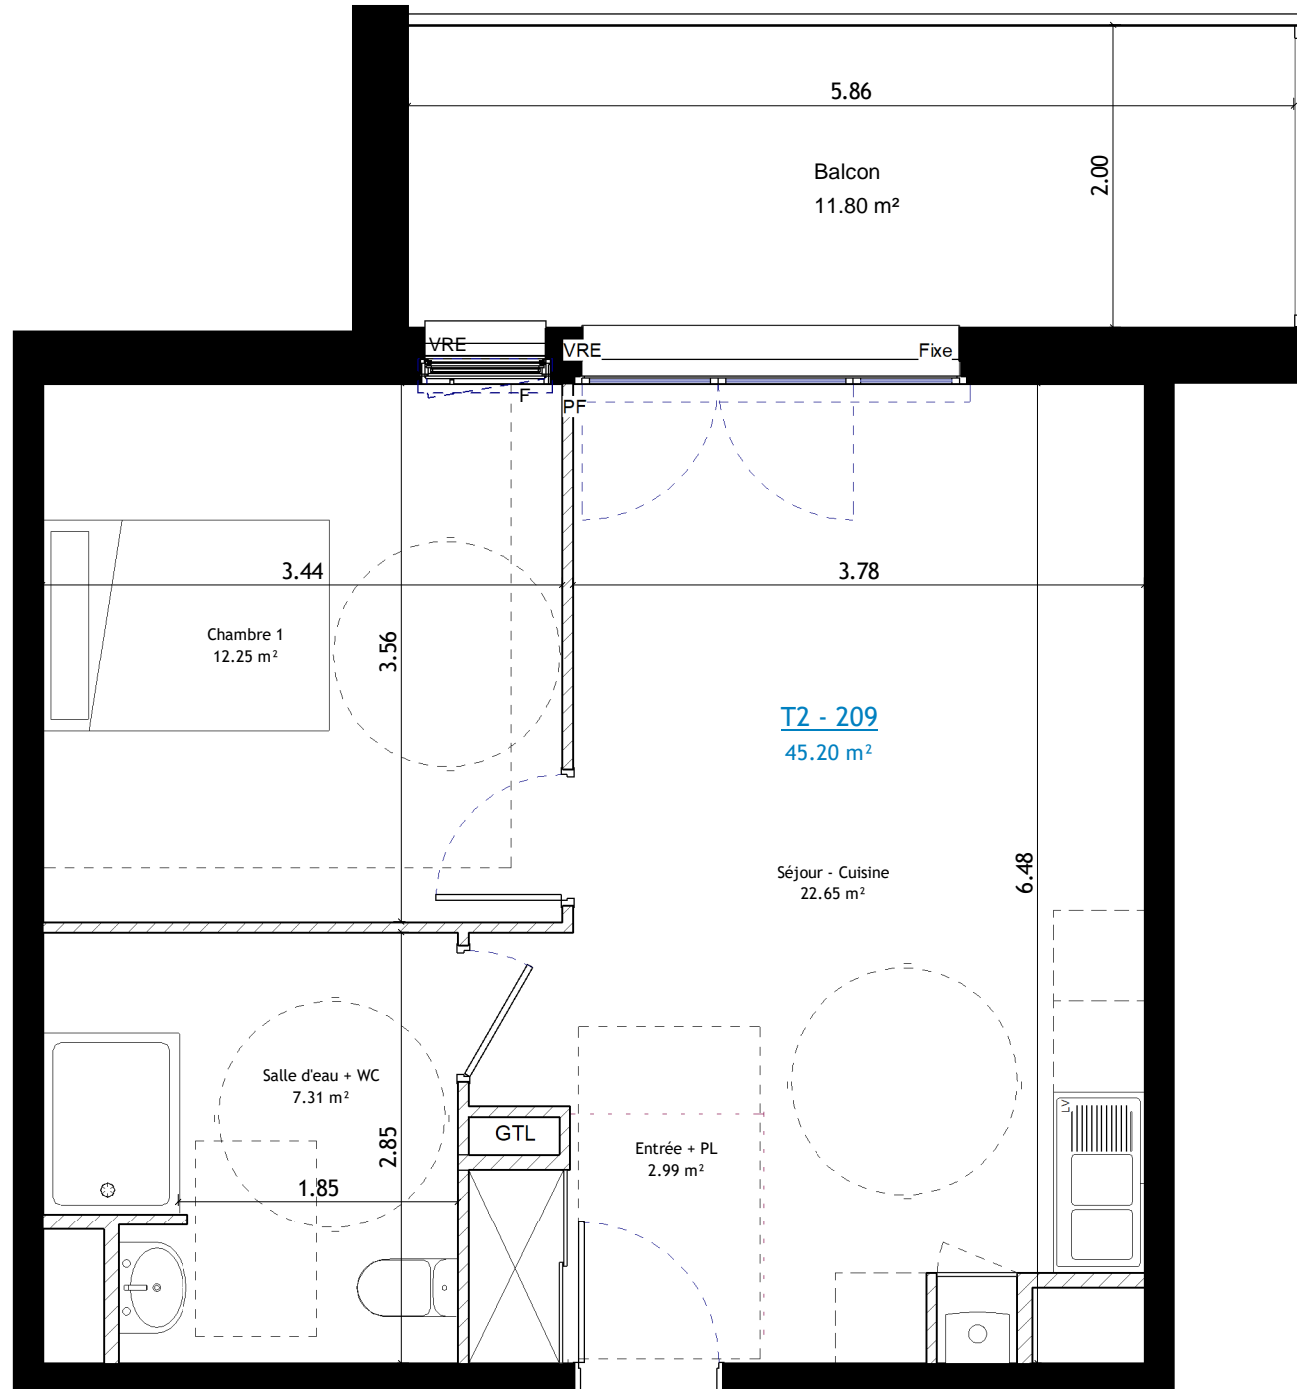 5.86
Balcon
11.80 m²
2.00
VRE
VRE
Fixe
F
PF
3.44
3.78
Chambre 1
12.25 m²
3.56
T2 - 209
45.20 m²
Séjour - Cuisine
22.65 m²
6.48
Salle d'eau + WC
7.31 m²
2.85
1.85
GTL
Entrée + PL
2.99 m²
LV